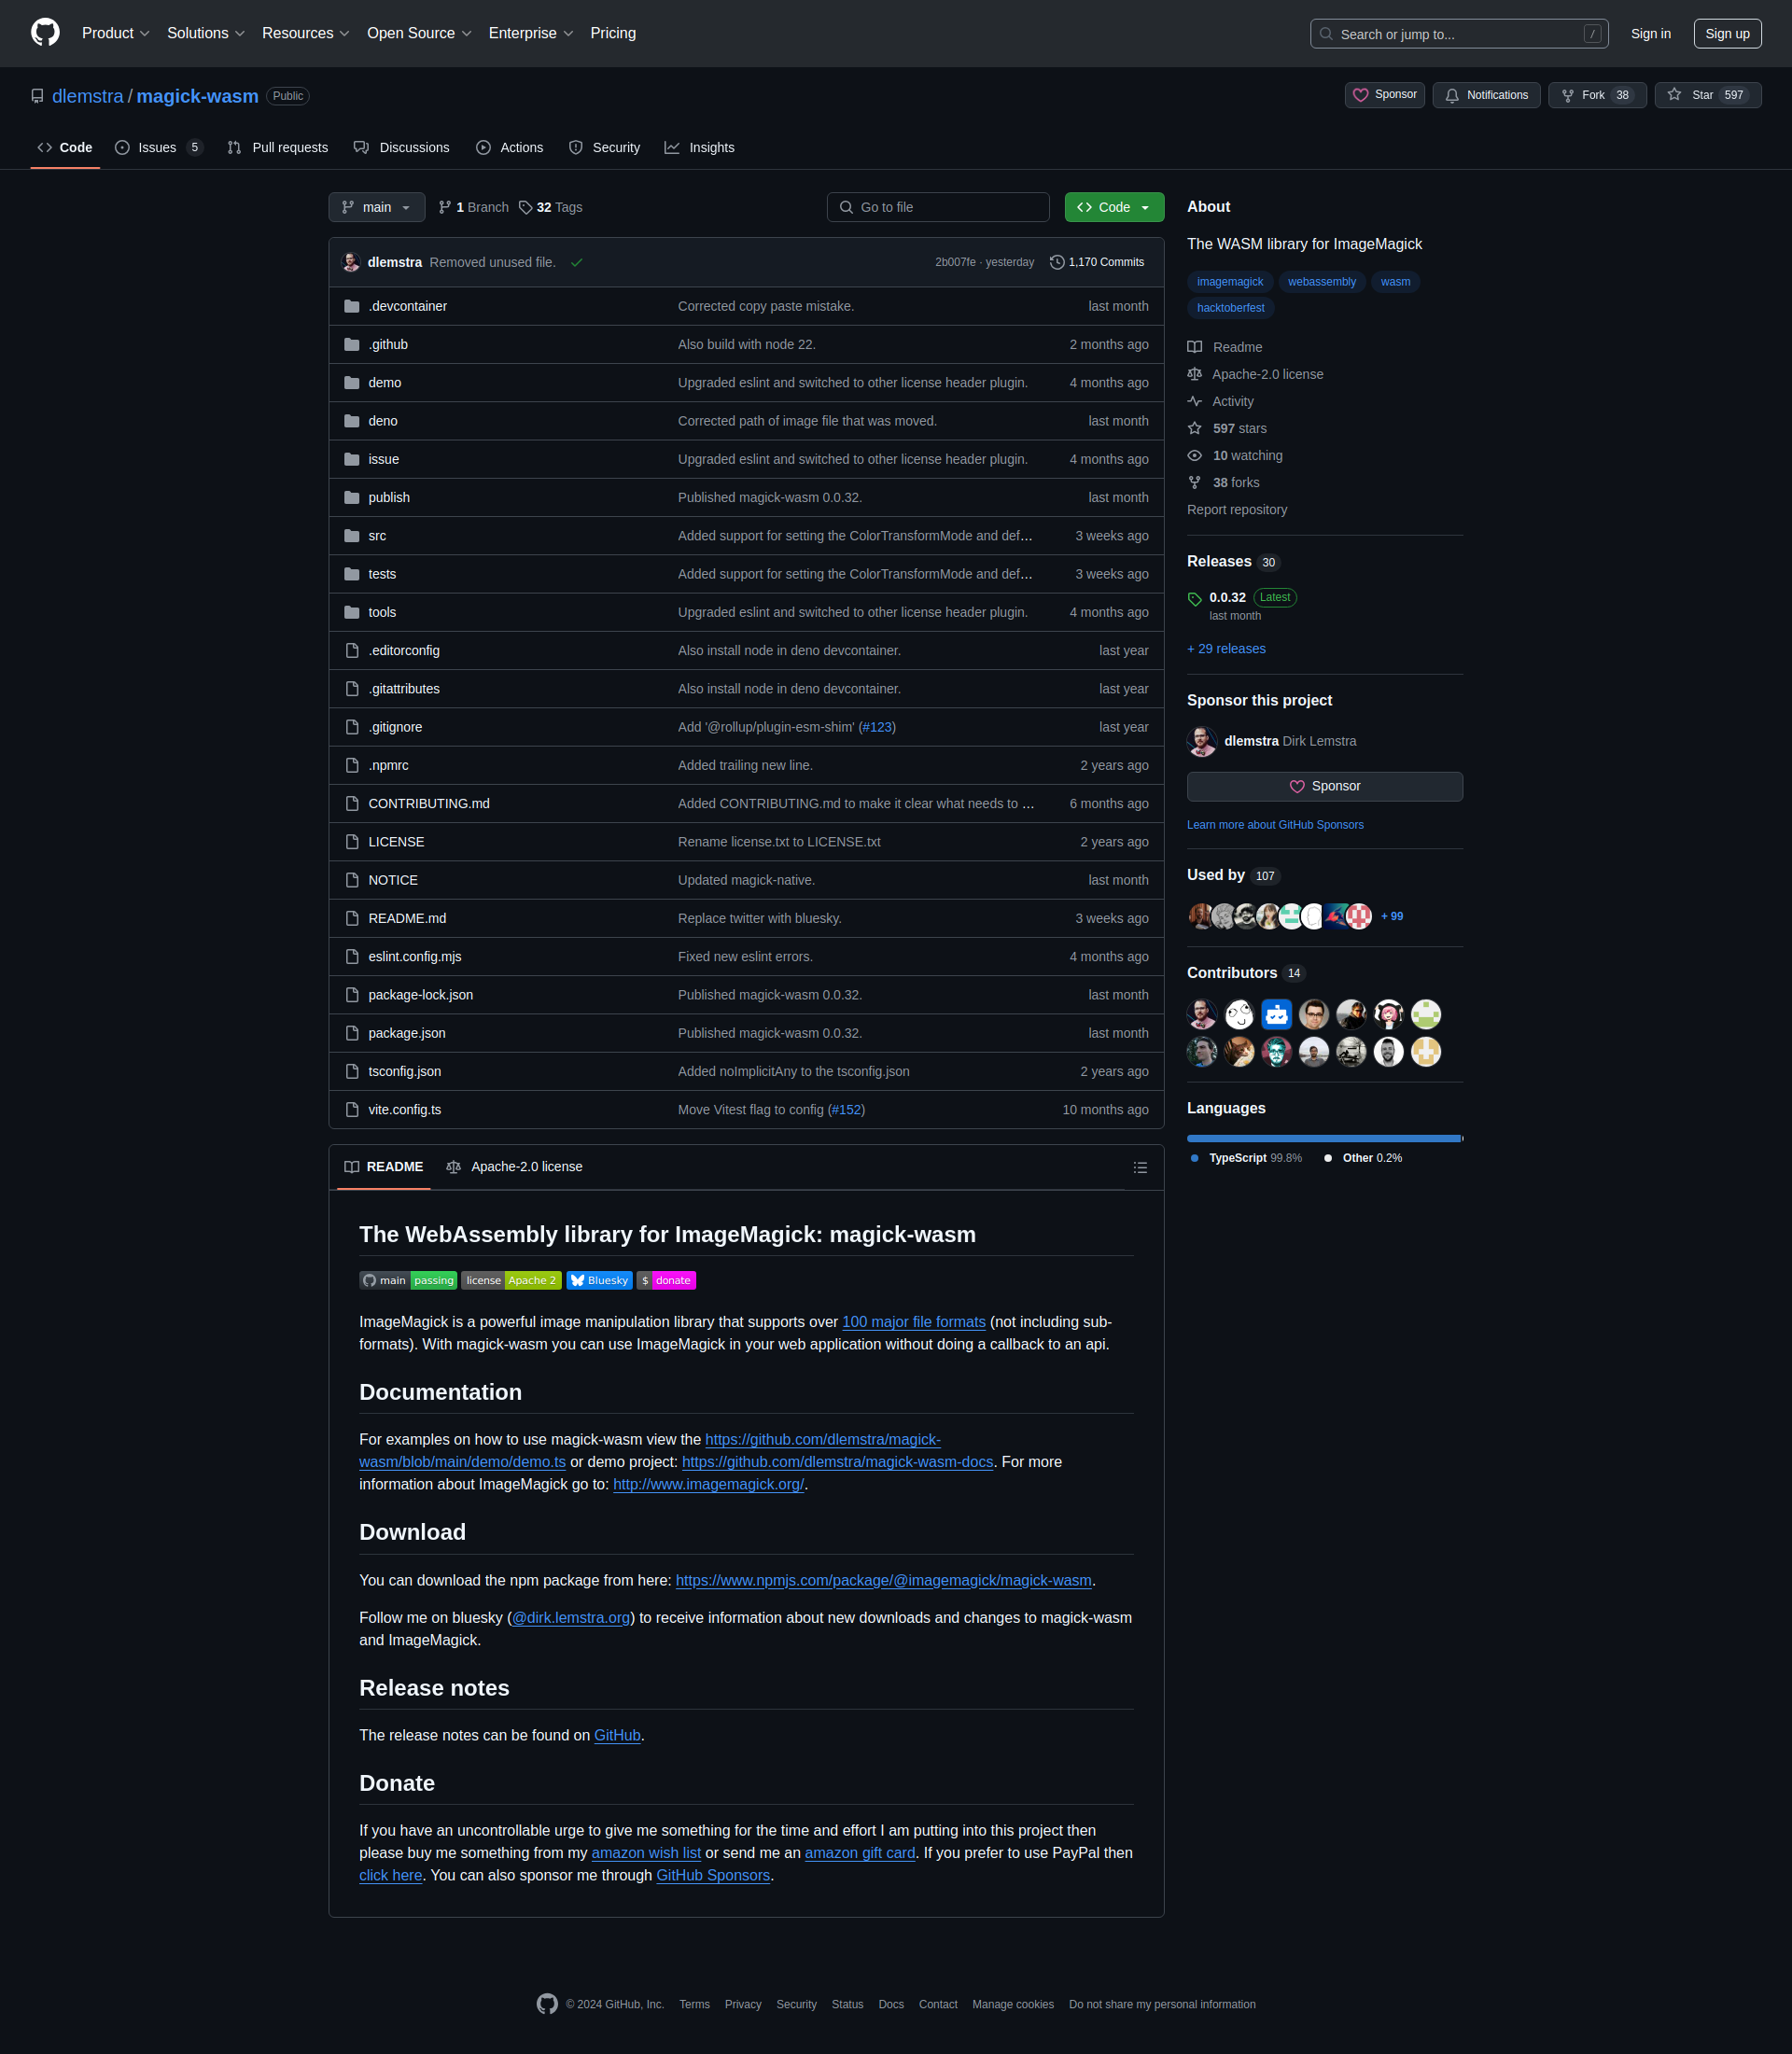 Product Solutions Resources Open Source Enterprise Pricing Search or jump to... / Sign in Sign up
dlemstra / magick-wasm Public Sponsor Notifications Fork 38 Star 597
Code Issues 5 Pull requests Discussions Actions Security Insights
main 1 Branch 32 Tags Go to file Code
dlemstra Removed unused file. 2b007fe · yesterday 1,170 Commits
.devcontainer Corrected copy paste mistake. last month
.github Also build with node 22. 2 months ago
demo Upgraded eslint and switched to other license header plugin. 4 months ago
deno Corrected path of image file that was moved. last month
issue Upgraded eslint and switched to other license header plugin. 4 months ago
publish Published magick-wasm 0.0.32. last month
src Added support for setting the ColorTransformMode and def… 3 weeks ago
tests Added support for setting the ColorTransformMode and def… 3 weeks ago
tools Upgraded eslint and switched to other license header plugin. 4 months ago
.editorconfig Also install node in deno devcontainer. last year
.gitattributes Also install node in deno devcontainer. last year
.gitignore Add '@rollup/plugin-esm-shim' (#123) last year
.npmrc Added trailing new line. 2 years ago
CONTRIBUTING.md Added CONTRIBUTING.md to make it clear what needs to … 6 months ago
LICENSE Rename license.txt to LICENSE.txt 2 years ago
NOTICE Updated magick-native. last month
README.md Replace twitter with bluesky. 3 weeks ago
eslint.config.mjs Fixed new eslint errors. 4 months ago
package-lock.json Published magick-wasm 0.0.32. last month
package.json Published magick-wasm 0.0.32. last month
tsconfig.json Added noImplicitAny to the tsconfig.json 2 years ago
vite.config.ts Move Vitest flag to config (#152) 10 months ago
README Apache-2.0 license
The WebAssembly library for ImageMagick: magick-wasm
main passing license Apache 2 Bluesky $ donate
ImageMagick is a powerful image manipulation library that supports over 100 major file formats (not including sub-
formats). With magick-wasm you can use ImageMagick in your web application without doing a callback to an api.
Documentation
For examples on how to use magick-wasm view the https://github.com/dlemstra/magick-
wasm/blob/main/demo/demo.ts or demo project: https://github.com/dlemstra/magick-wasm-docs. For more
information about ImageMagick go to: http://www.imagemagick.org/.
Download
You can download the npm package from here: https://www.npmjs.com/package/@imagemagick/magick-wasm.
Follow me on bluesky (@dirk.lemstra.org) to receive information about new downloads and changes to magick-wasm
and ImageMagick.
Release notes
The release notes can be found on GitHub.
Donate
If you have an uncontrollable urge to give me something for the time and effort I am putting into this project then
please buy me something from my amazon wish list or send me an amazon gift card. If you prefer to use PayPal then
click here. You can also sponsor me through GitHub Sponsors.
About
The WASM library for ImageMagick
imagemagick webassembly wasm
hacktoberfest
Readme
Apache-2.0 license
Activity
597 stars
10 watching
38 forks
Report repository
Releases 30
0.0.32 Latest
last month
+ 29 releases
Sponsor this project
dlemstra Dirk Lemstra
Sponsor
Learn more about GitHub Sponsors
Used by 107
+ 99
Contributors 14
Languages
TypeScript 99.8% Other 0.2%
© 2024 GitHub, Inc. Terms Privacy Security Status Docs Contact Manage cookies Do not share my personal information